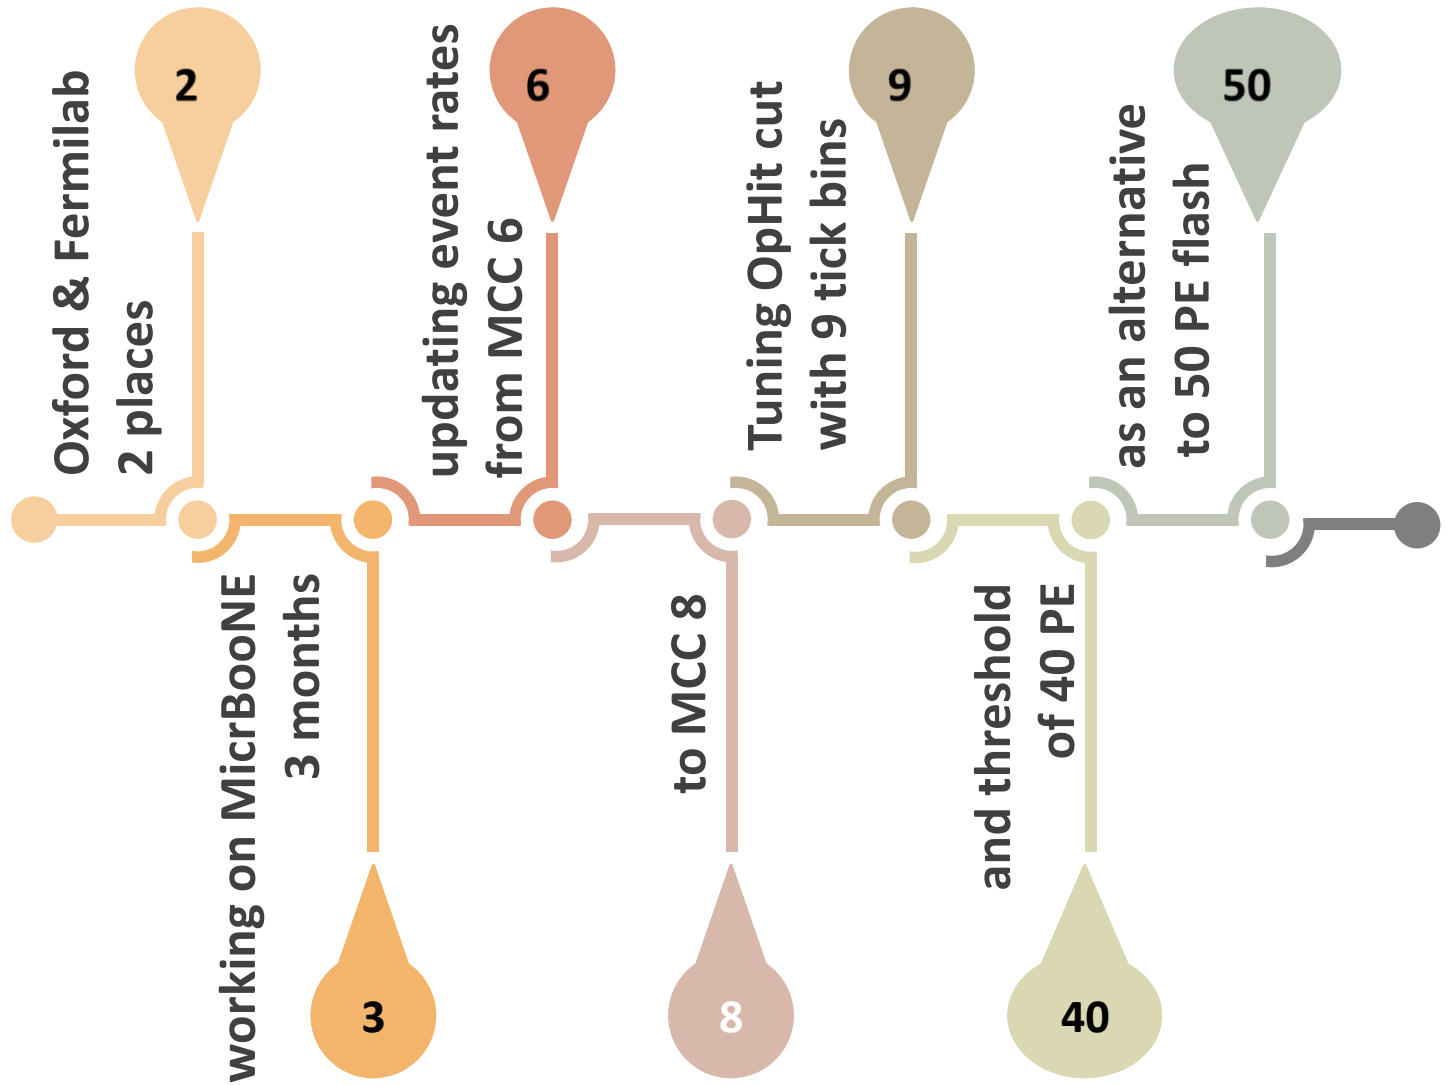 2
Oxford & Fermilab
2 places
working on MicrBooNE
3 months
3
6
updating event rates
from MCC 6
to MCC 8
8
9
Tuning OpHit cut
with 9 tick bins
and threshold
of 40 PE
40
50
as an alternative
to 50 PE flash